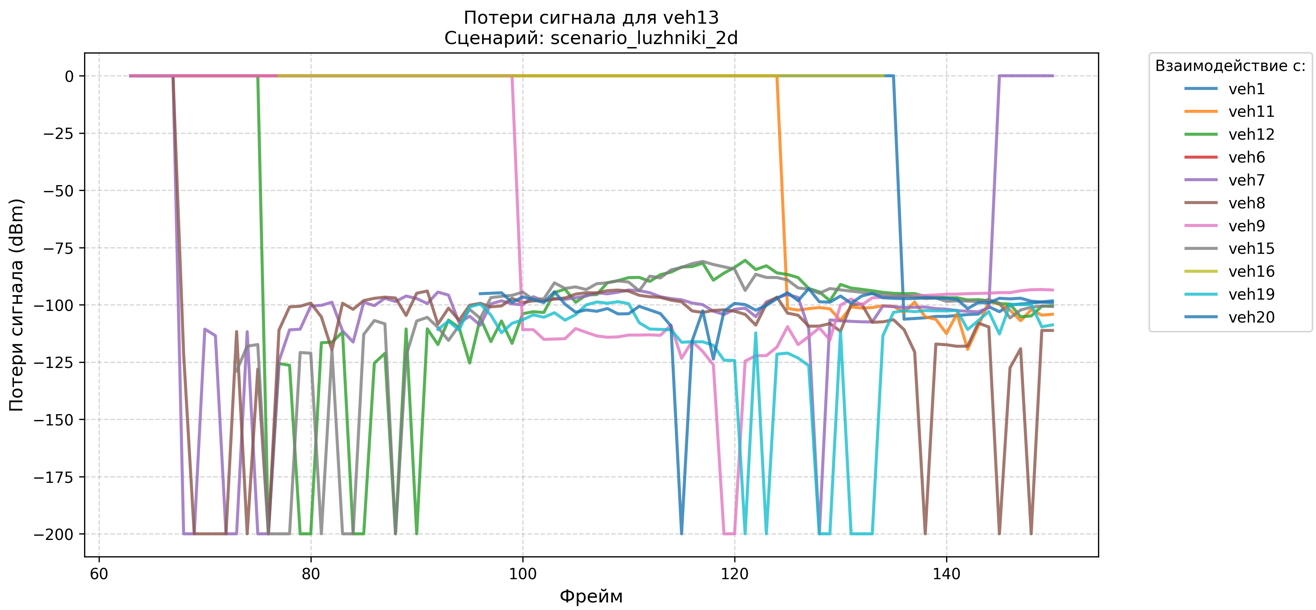 Потери сигнала для veh13
Сценарий: scenario_luzhniki_2d
Потери сигнала (dBm)
0
−25
−50
−75
−100
−125
−150
−175
−200
60
80
100
120
140
Фрейм
Взаимодействие с:
veh1
veh11
veh12
veh6
veh7
veh8
veh9
veh15
veh16
veh19
veh20